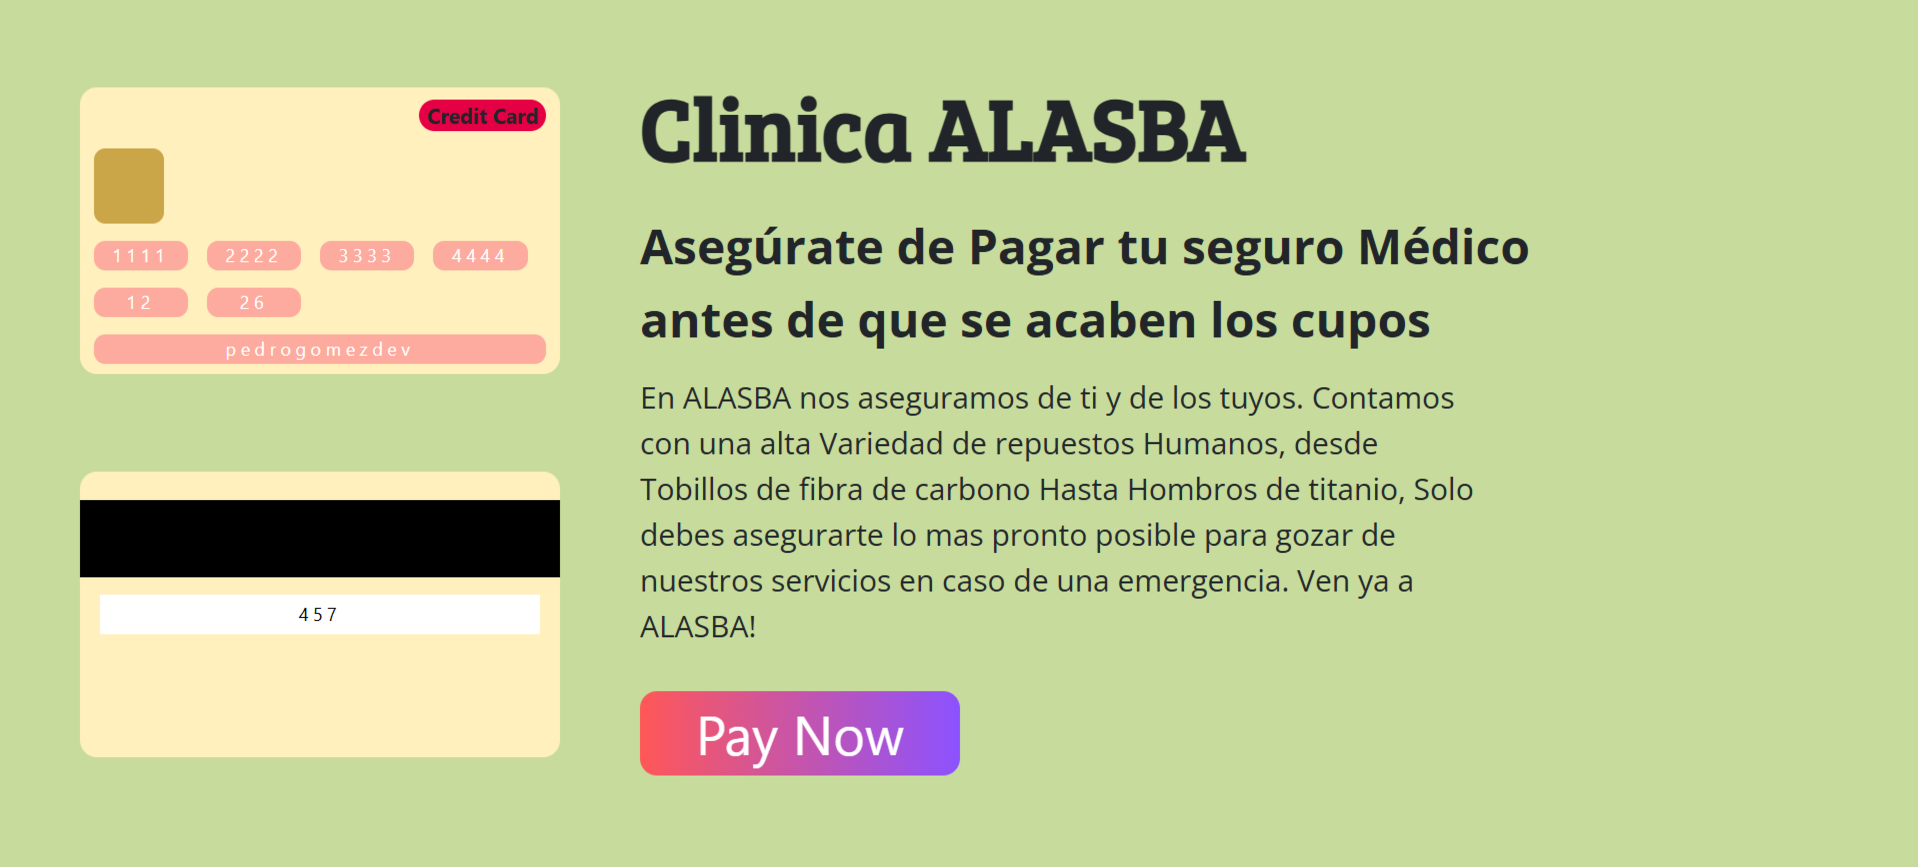 Credit Card
1111 2222 3333 4444
12 26
pedrogomezdev
457
Clinica ALASBA
Asegúrate de Pagar tu seguro Médico
antes de que se acaben los cupos
En ALASBA nos aseguramos de ti y de los tuyos. Contamos
con una alta Variedad de repuestos Humanos, desde
Tobillos de fibra de carbono Hasta Hombros de titanio, Solo
debes asegurarte lo mas pronto posible para gozar de
nuestros servicios en caso de una emergencia. Ven ya a
ALASBA!
Pay Now